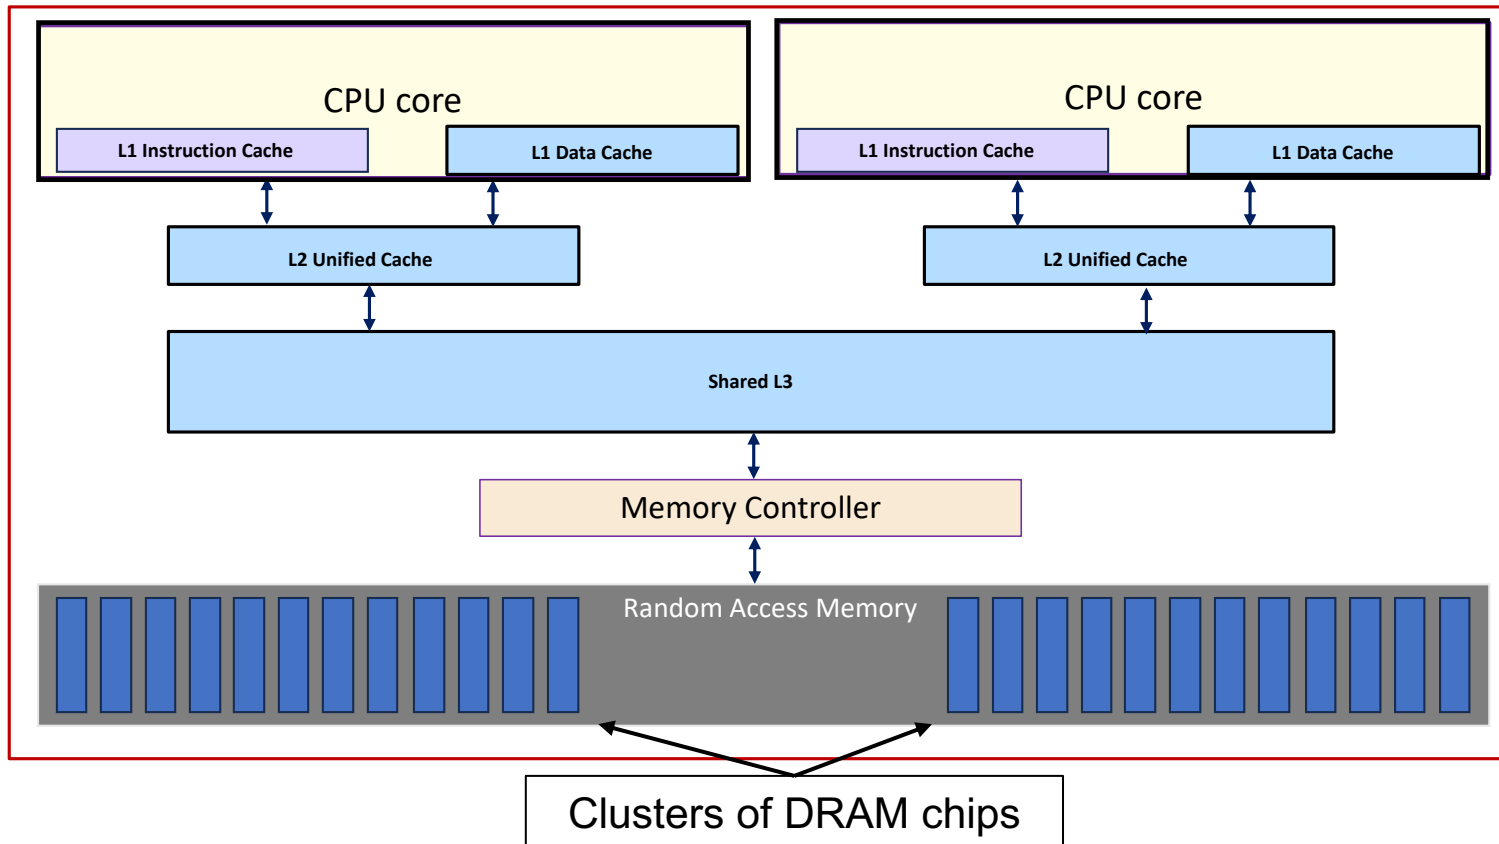 CPU core
L1 Instruction Cache
L1 Data Cache
CPU core
L1 Instruction Cache
L1 Data Cache
L2 Unified Cache
L2 Unified Cache
Shared L3
Memory Controller
Random Access Memory
Clusters of DRAM chips